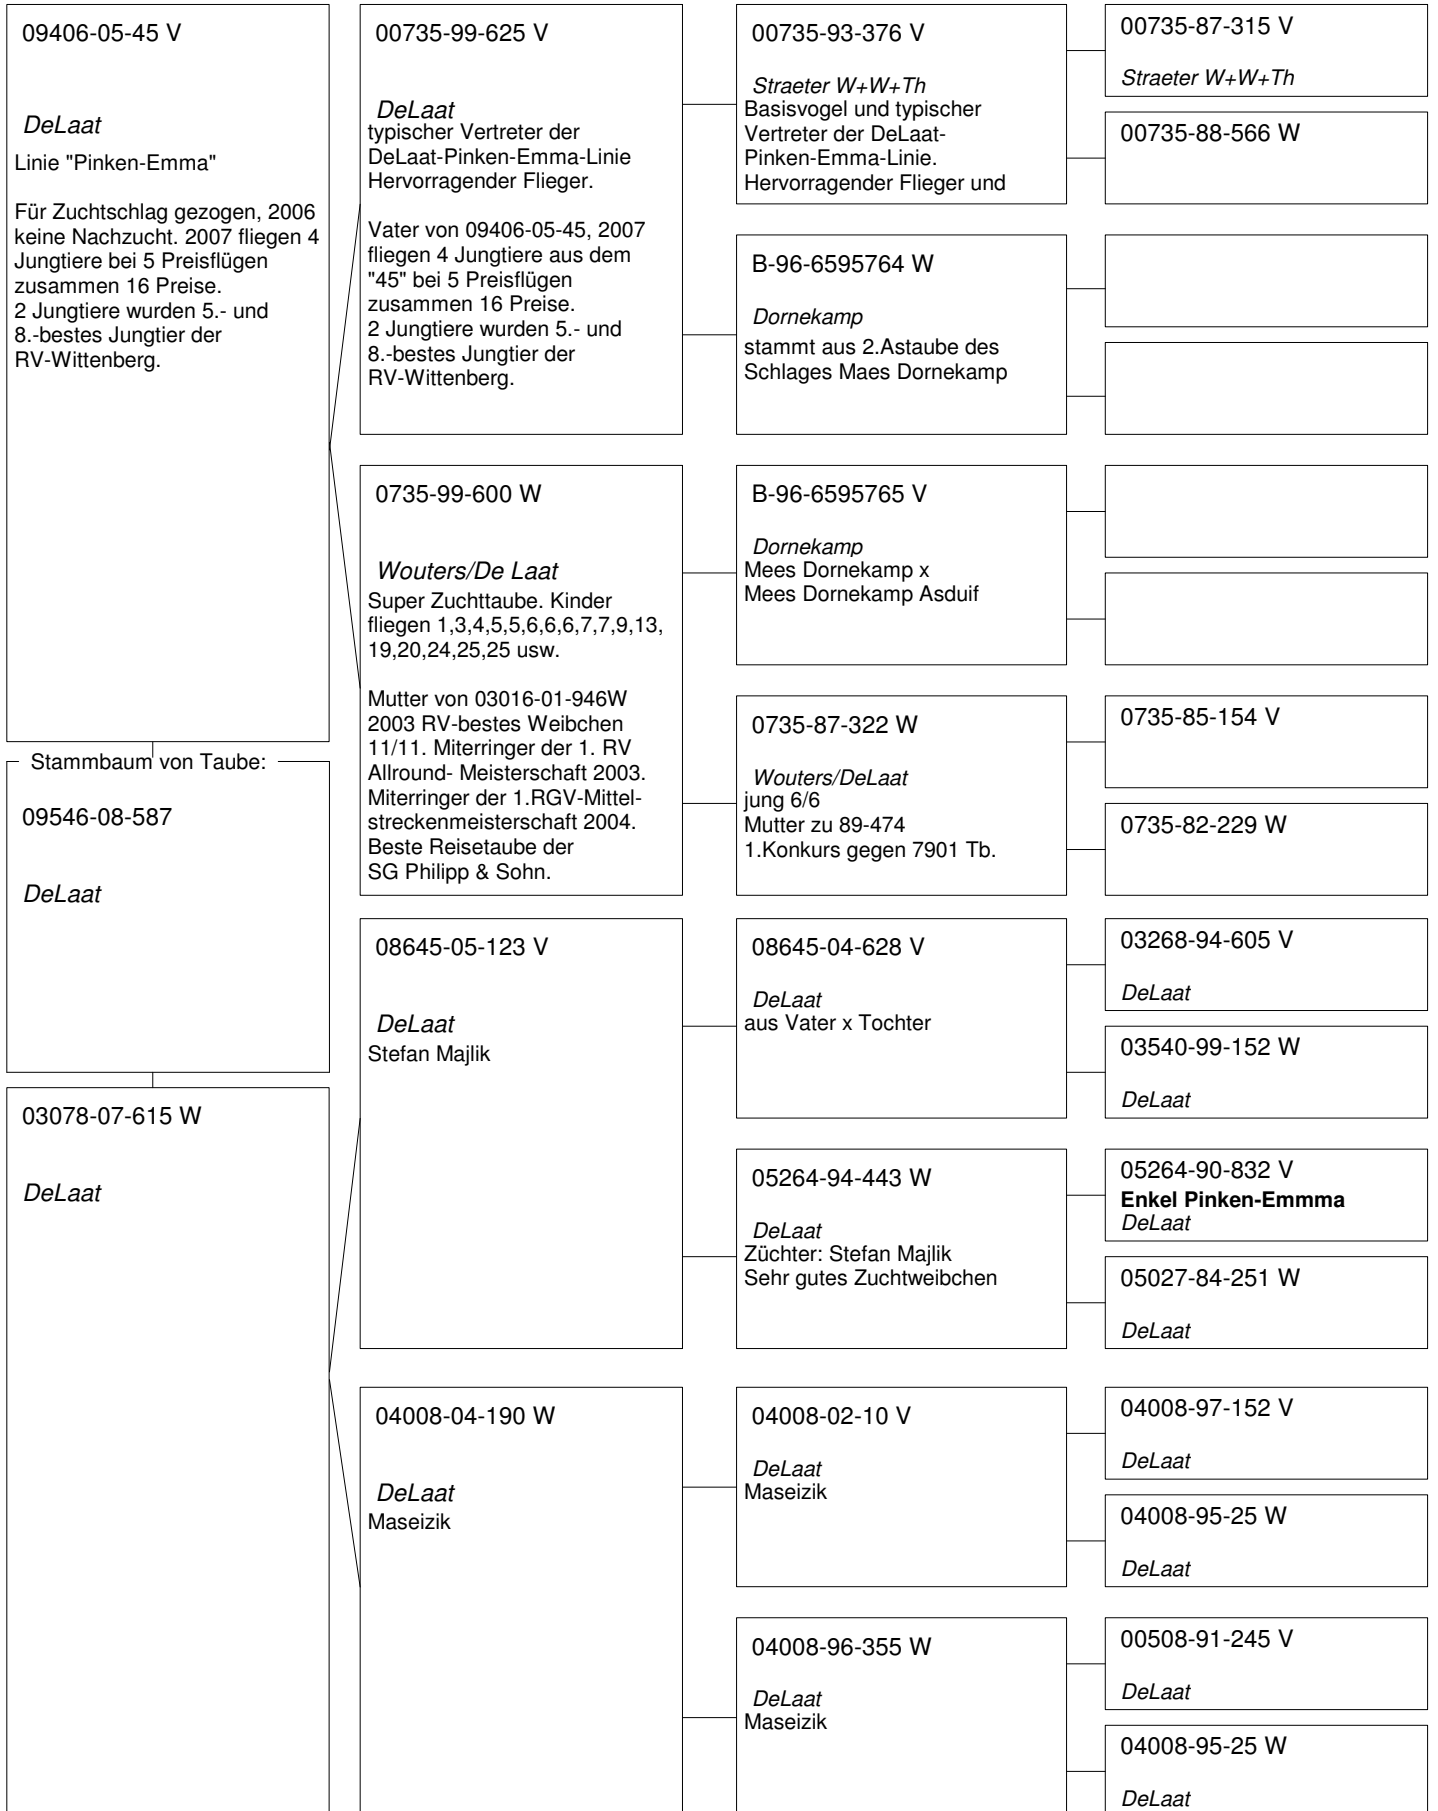 09406-05-45 V
DeLaat
Linie "Pinken-Emma"
Für Zuchtschlag gezogen, 2006
keine Nachzucht. 2007 fliegen 4
Jungtiere bei 5 Preisflügen
zusammen 16 Preise.
2 Jungtiere wurden 5.- und
8.-bestes Jungtier der
RV-Wittenberg.
Stammbaum von Taube:
09546-08-587
DeLaat
03078-07-615 W
DeLaat
00735-99-625 V
DeLaat
typischer Vertreter der
DeLaat-Pinken-Emma-Linie
Hervorragender Flieger.
Vater von 09406-05-45, 2007
fliegen 4 Jungtiere aus dem
"45" bei 5 Preisflügen
zusammen 16 Preise.
2 Jungtiere wurden 5.- und
8.-bestes Jungtier der
RV-Wittenberg.
0735-99-600 W
Wouters/De Laat
Super Zuchttaube. Kinder
fliegen 1,3,4,5,5,6,6,6,7,7,9,13,
19,20,24,25,25 usw.
Mutter von 03016-01-946W
2003 RV-bestes Weibchen
11/11. Miterringer der 1. RV
Allround- Meisterschaft 2003.
Miterringer der 1.RGV-Mittel-
streckenmeisterschaft 2004.
Beste Reisetaube der
SG Philipp & Sohn.
08645-05-123 V
DeLaat
Stefan Majlik
04008-04-190 W
DeLaat
Maseizik
00735-93-376 V
Straeter W+W+Th
Basisvogel und typischer
Vertreter der DeLaat-
Pinken-Emma-Linie.
Hervorragender Flieger und
B-96-6595764 W
Dornekamp
stammt aus 2.Astaube des
Schlages Maes Dornekamp
B-96-6595765 V
Dornekamp
Mees Dornekamp x
Mees Dornekamp Asduif
0735-87-322 W
Wouters/DeLaat
jung 6/6
Mutter zu 89-474
1.Konkurs gegen 7901 Tb.
08645-04-628 V
DeLaat
aus Vater x Tochter
05264-94-443 W
DeLaat
Züchter: Stefan Majlik
Sehr gutes Zuchtweibchen
04008-02-10 V
DeLaat
Maseizik
04008-96-355 W
DeLaat
Maseizik
00735-87-315 V
Straeter W+W+Th
00735-88-566 W
0735-85-154 V
0735-82-229 W
03268-94-605 V
DeLaat
03540-99-152 W
DeLaat
05264-90-832 V
Enkel Pinken-Emmma
DeLaat
05027-84-251 W
DeLaat
04008-97-152 V
DeLaat
04008-95-25 W
DeLaat
00508-91-245 V
DeLaat
04008-95-25 W
DeLaat